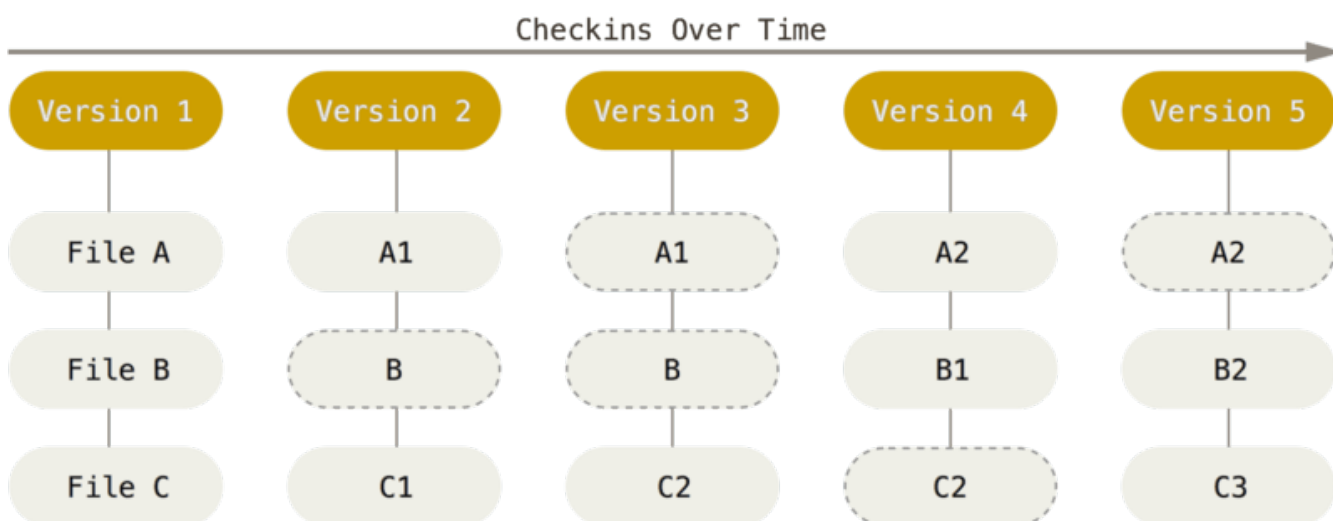 Checkins Over Time
Version 1 Version 2 Version 3 Version 4 Version 5
File A A1 A1 A2 A2
File B B B B1 B2
File C C1 C2 C2 C3